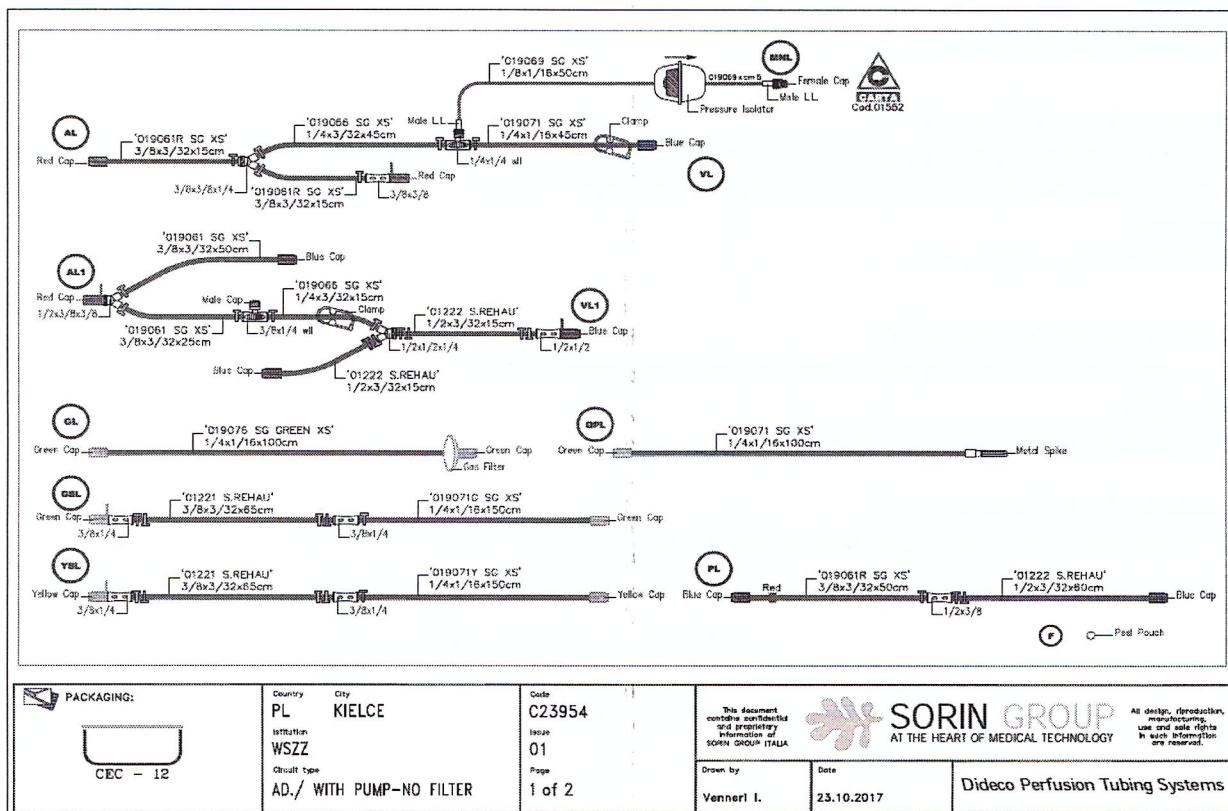 '019069 SG XS'
1/8x1/16x50cm
MNL
019069xcm 5
Female Cap
Male LL
Pressure Isolator
CARTA
Cod.01552
AL
'019061R SG XS'
3/8x3/32x15cm
Red Cap
'019066 SG XS'
1/4x3/32x45cm
Male LL
'019071 SG XS'
1/4x1/16x45cm
Clamp
Blue Cap
1/4x1/4 wll
VL
3/8x3/8x1/4
'019061R SG XS'
3/8x3/32x15cm
Red Cap
3/8x3/8
'019061 SG XS'
3/8x3/32x50cm
Blue Cap
AL1
Red Cap
1/2x3/8x3/8
Male Cap
'019066 SG XS'
1/4x3/32x15cm
Clamp
'019061 SG XS'
3/8x3/32x25cm
3/8x1/4 wll
'01222 S.REHAU'
1/2x3/32x15cm
VL1
Blue Cap
1/2x1/2x1/4
1/2x1/2
Blue Cap
'01222 S.REHAU'
1/2x3/32x15cm
GL
'019076 SG GREEN XS'
1/4x1/16x100cm
Green Cap
Green Cap
Gas Filter
QPL
'019071 SG XS'
1/4x1/16x100cm
Green Cap
Metal Spike
GSL
'01221 S.REHAU'
3/8x3/32x65cm
'019071G SG XS'
1/4x1/16x150cm
Green Cap
Green Cap
3/8x1/4
3/8x1/4
YSL
'01221 S.REHAU'
3/8x3/32x65cm
'019071Y SG XS'
1/4x1/16x150cm
Yellow Cap
Yellow Cap
3/8x1/4
3/8x1/4
PL
Blue Cap
Red
'019061R SG XS'
3/8x3/32x50cm
'01222 S.REHAU'
1/2x3/32x60cm
Blue Cap
1/2x3/8
F
Peel Pouch
PACKAGING:
CEC - 12
Country City
PL KIELCE
Istitution
WSZZ
Circuit type
AD./ WITH PUMP-NO FILTER
Code
C23954
Issue
01
Page
1 of 2
This document
contains confidential
and proprietary
information of
SORIN GROUP ITALIA
SORIN GROUP
AT THE HEART OF MEDICAL TECHNOLOGY
All design, riproduction,
manufacturing,
use and sale rights
in such information
are reserved.
Drawn by
Venneri I.
Date
23.10.2017
Dideco Perfusion Tubing Systems